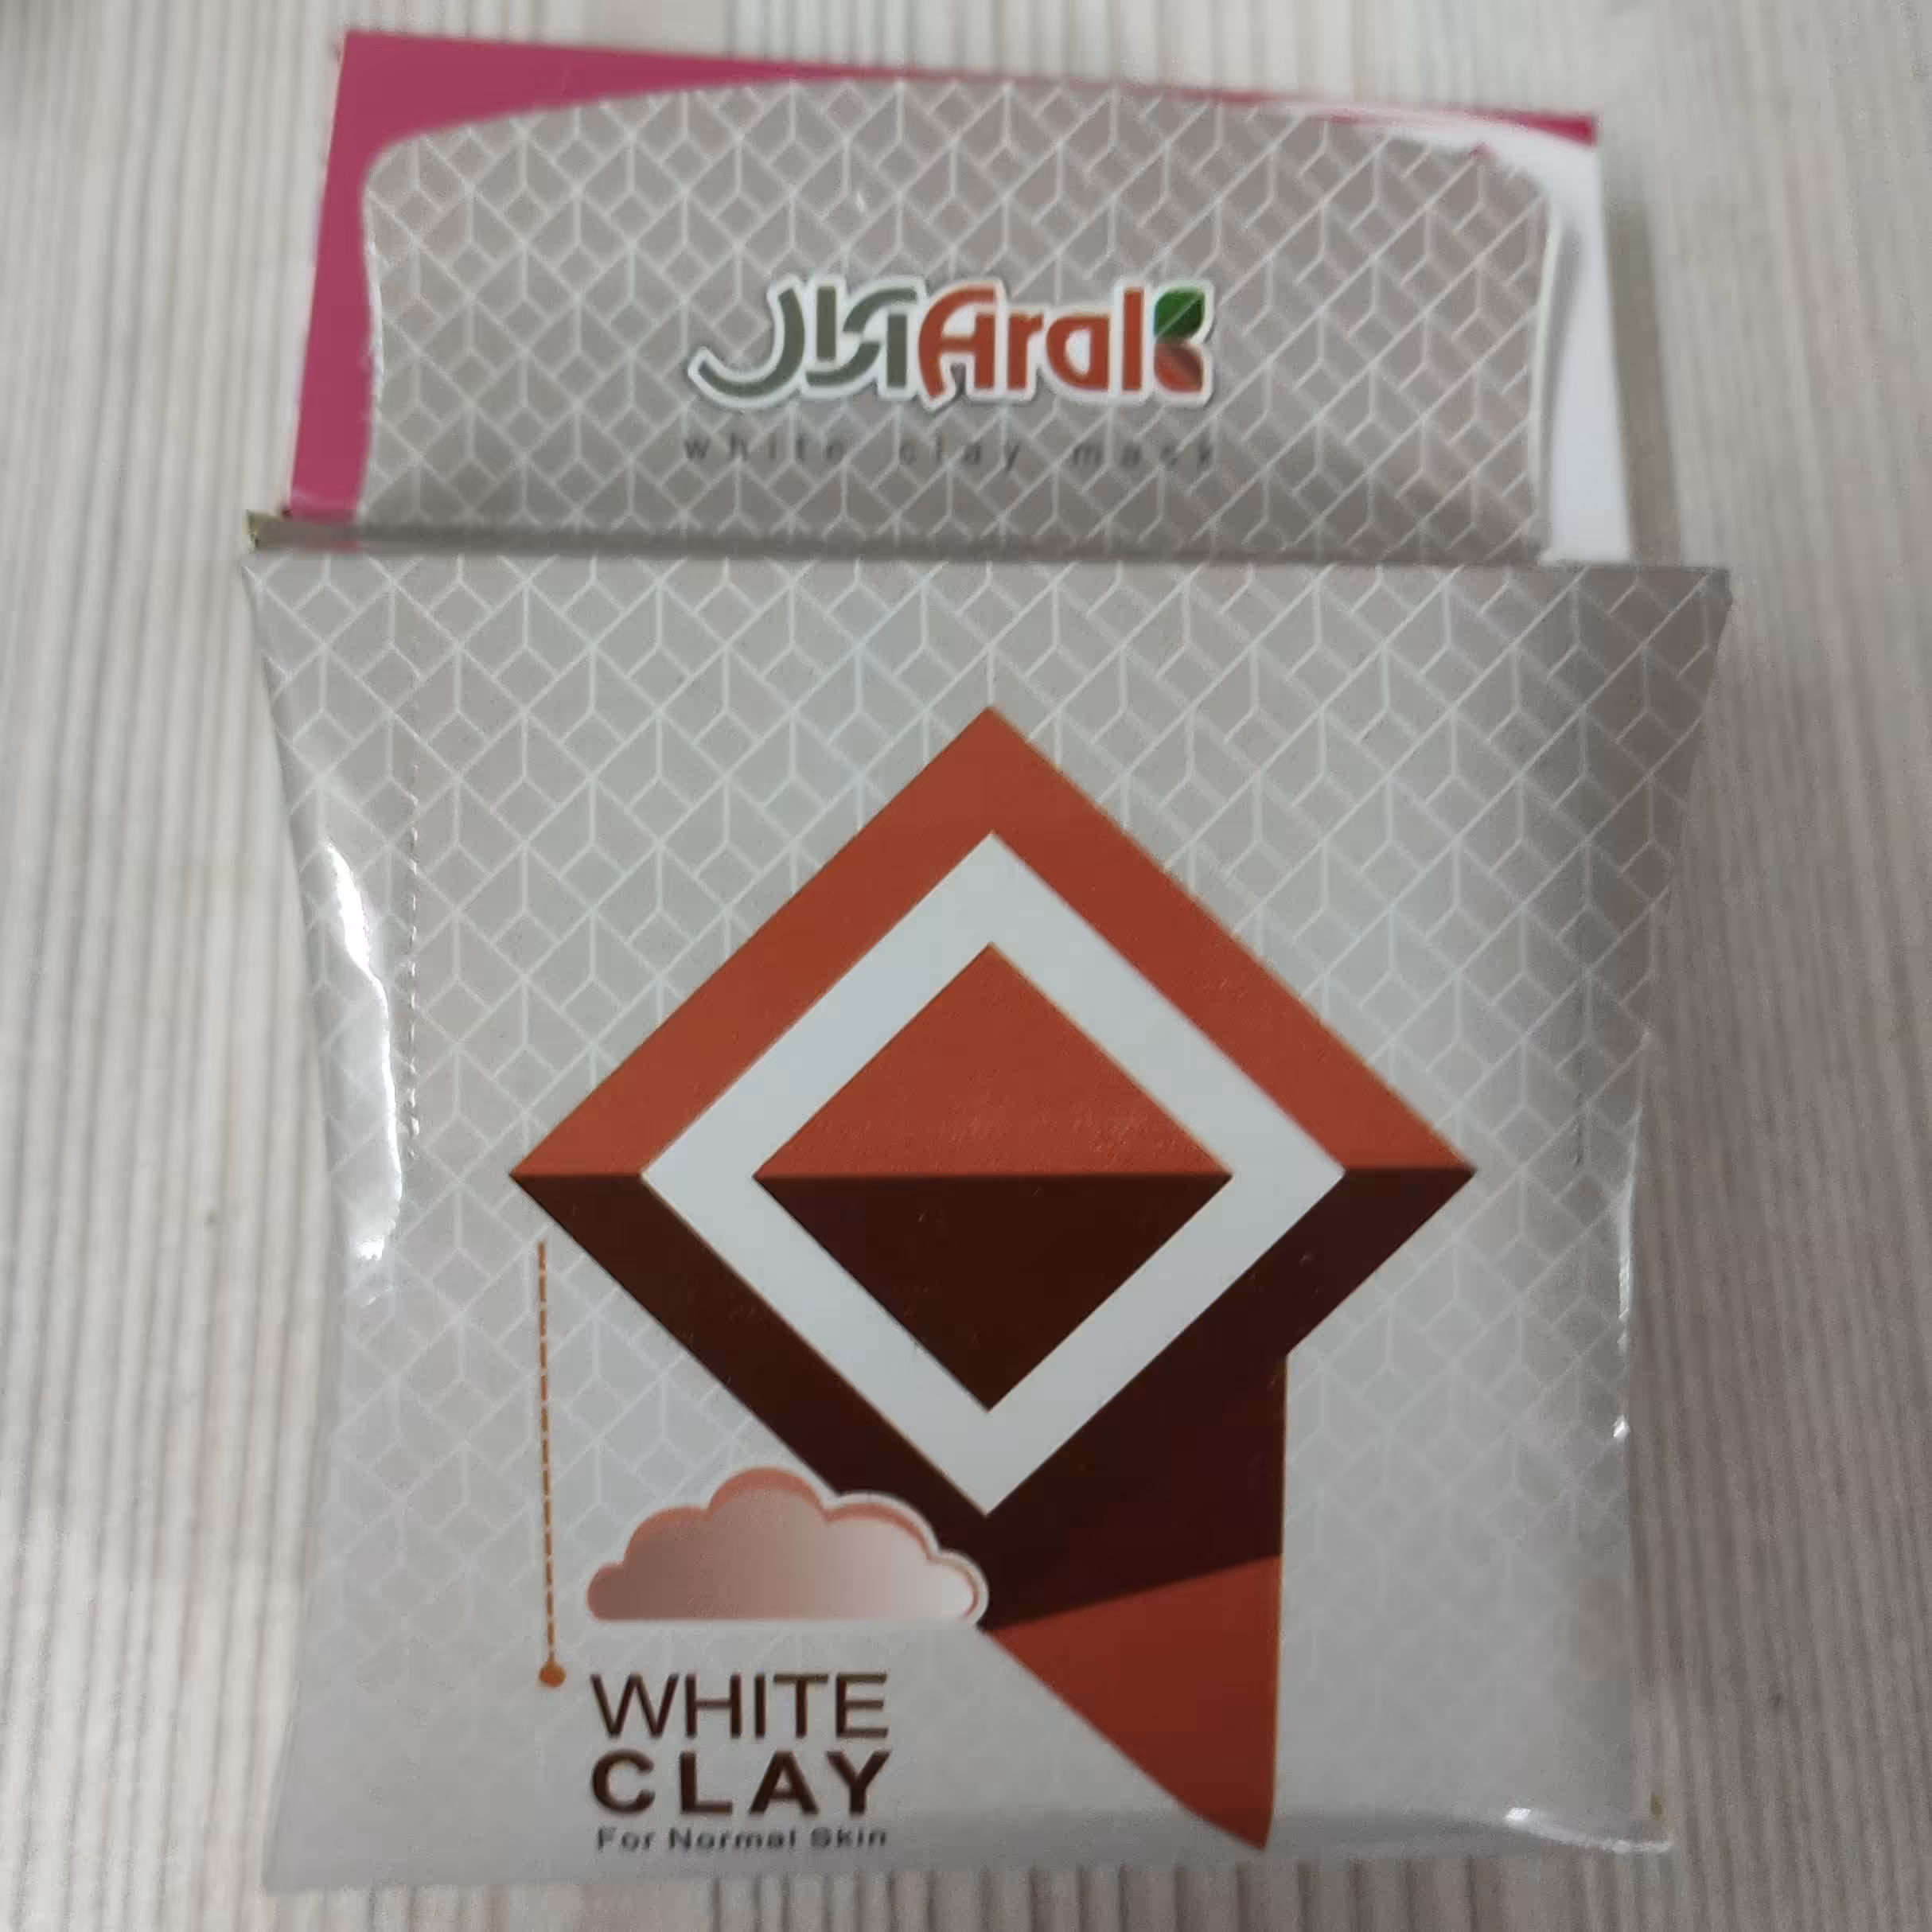 آرال Aral
white clay mask
WHITE
CLAY
For Normal Skin